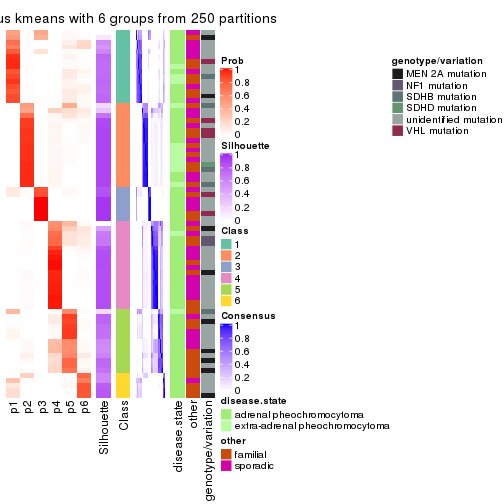 us kmeans with 6 groups from 250 partitions
Prob
1
0.8
0.6
0.4
0.2
0
Silhouette
1
0.8
0.6
0.4
0.2
0
Class
1
2
3
4
5
6
Consensus
1
0.8
0.6
0.4
0.2
0
disease.state
adrenal pheochromocytoma
extra-adrenal pheochromocytoma
other
familial
sporadic
genotype/variation
MEN 2A mutation
NF1 mutation
SDHB mutation
SDHD mutation
unidentified mutation
VHL mutation
p1
p2
p3
p4
p5
p6
Silhouette
Class
disease.state
other
genotype/variation